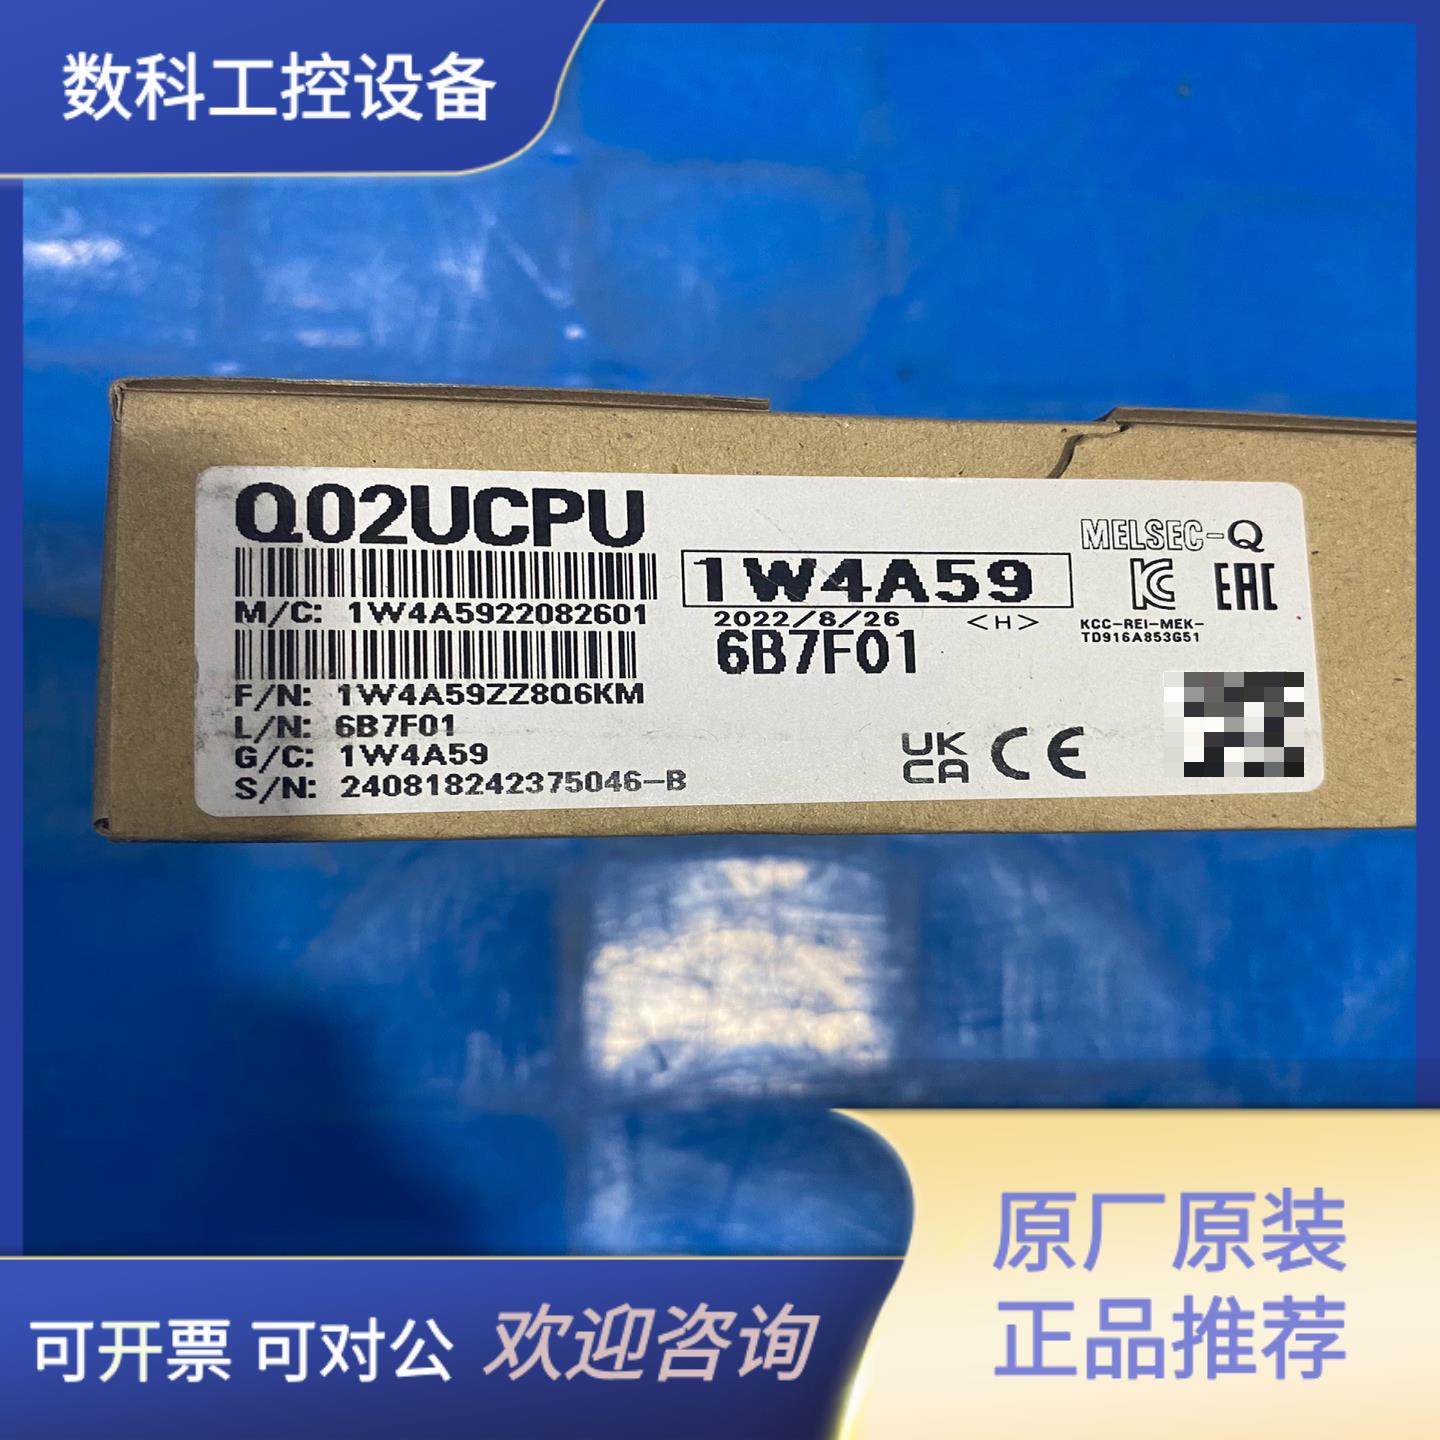 数科工控设备
Q02UCPU
MELSEC-Q
1W4A59
EAC
M/C: 1W4A5922082601
2022/8/26 <H>
KCC-REI-MEK-
TD916A853G51
6B7F01
F/N: 1W4A59ZZ8Q6KM
L/N: 6B7F01
G/C: 1W4A59
UK
CA CE
S/N: 240818242375046-B
原厂原装
正品推荐
可开票 可对公 欢迎咨询